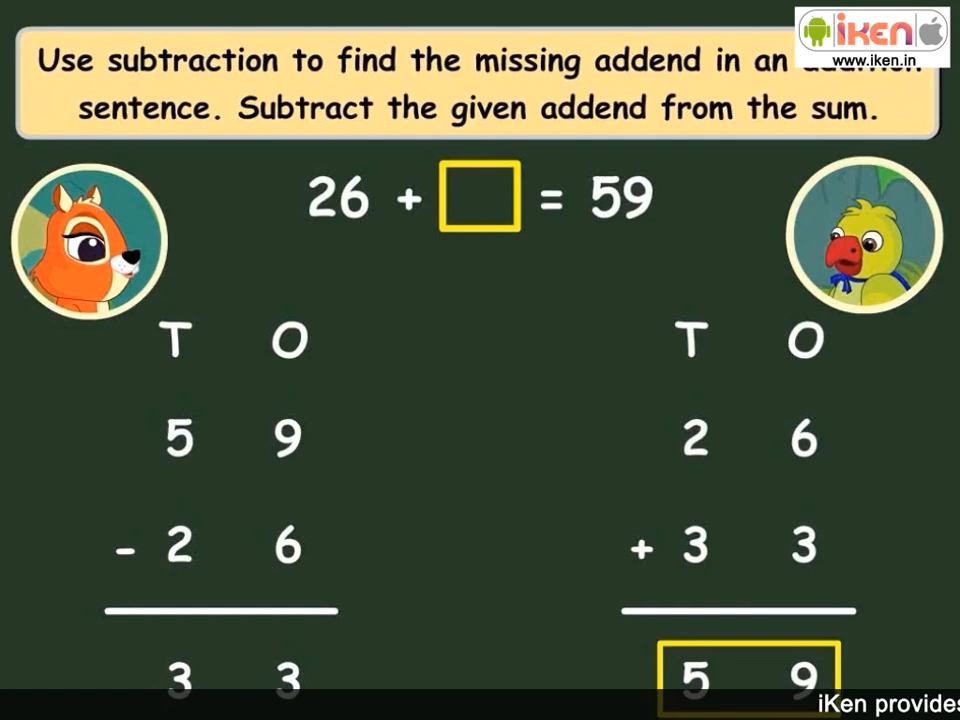 iken
www.iken.in
Use subtraction to find the missing addend in an addition
sentence. Subtract the given addend from the sum.
26 + = 59
T O
5 9
- 2 6
3 3
T O
2 6
+ 3 3
5 9
iKen provides